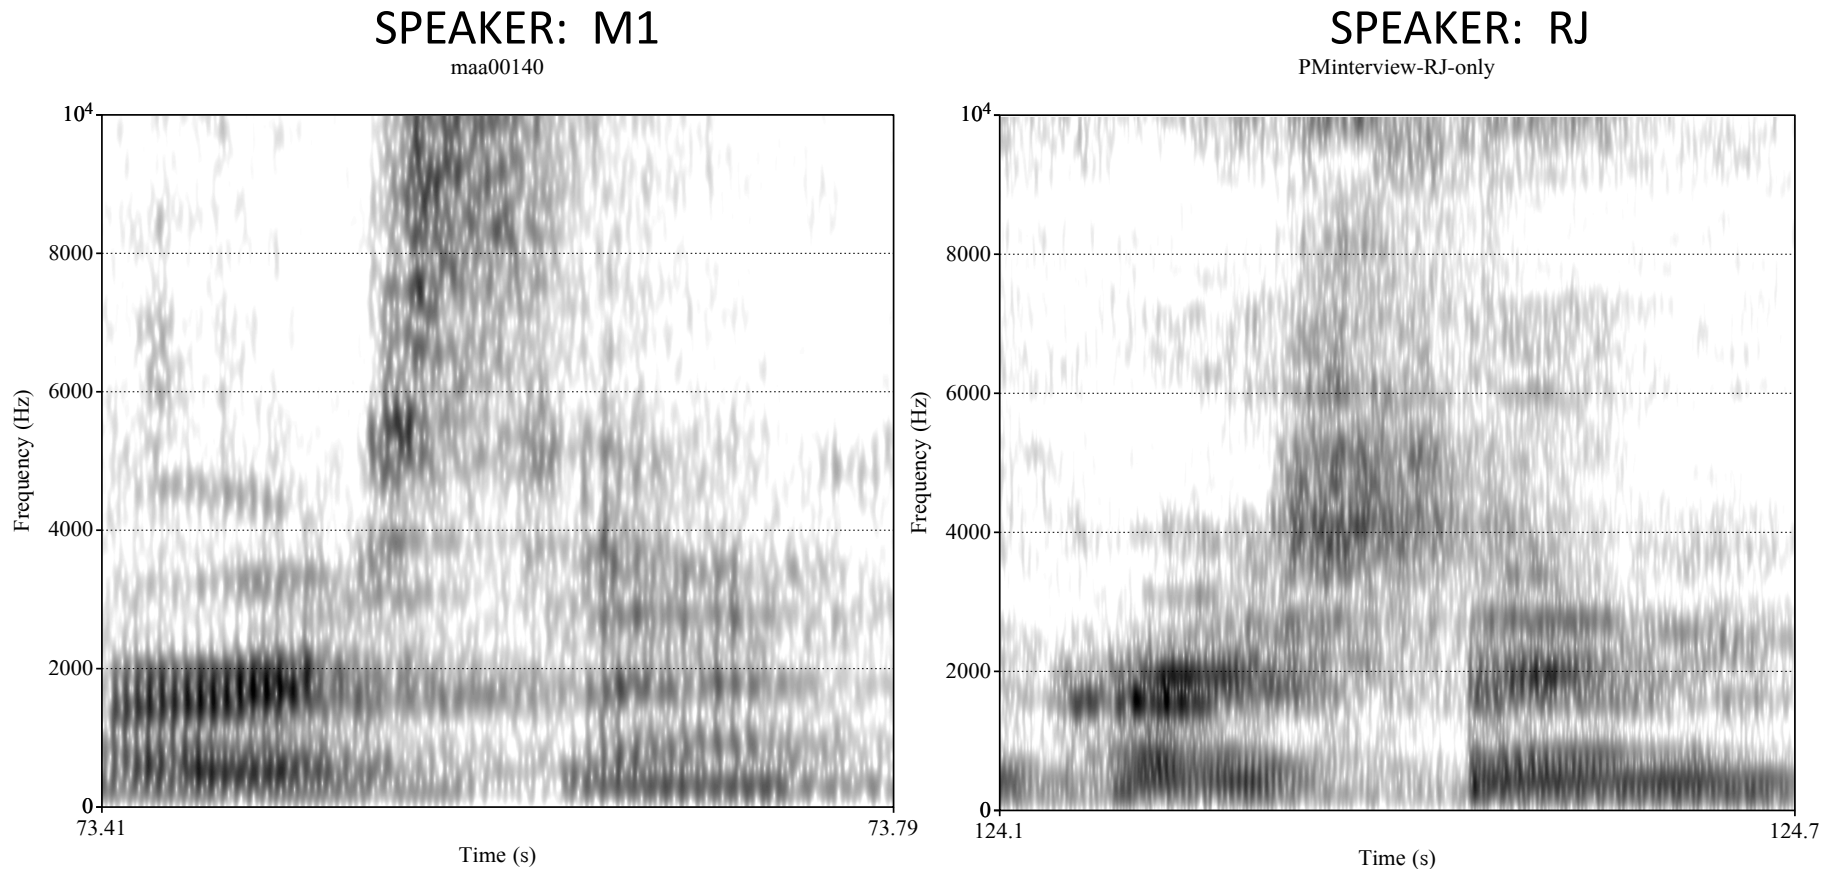 SPEAKER: M1
maa00140
10⁴
8000
6000
4000
2000
0
Frequency (Hz)
73.41
73.79
Time (s)
SPEAKER: RJ
PMinterview-RJ-only
10⁴
8000
6000
4000
2000
0
Frequency (Hz)
124.1
124.7
Time (s)